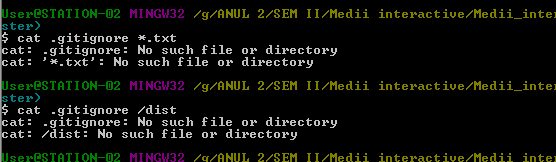 User@STATION-02 MINGW32 /g/ANUL 2/SEM II/Medii interactive/Medii_inter
ster)
$ cat .gitignore *.txt
cat: .gitignore: No such file or directory
cat: '*.txt': No such file or directory
User@STATION-02 MINGW32 /g/ANUL 2/SEM II/Medii interactive/Medii_inter
ster)
$ cat .gitignore /dist
cat: .gitignore: No such file or directory
cat: /dist: No such file or directory
User@STATION-02 MINGW32 /g/ANUL 2/SEM II/Medii interactive/Medii_inter